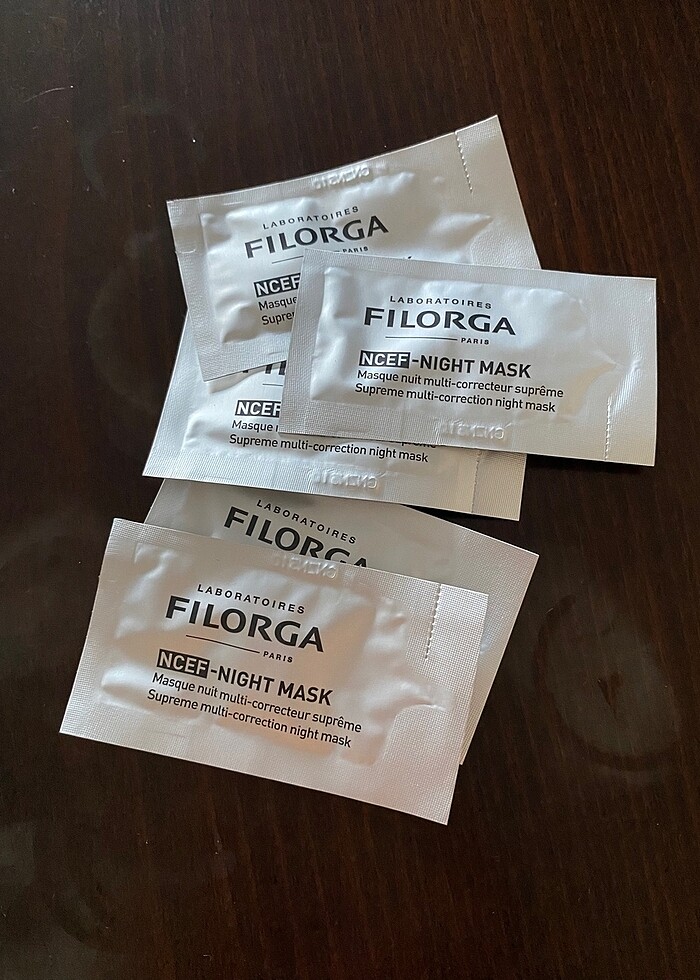 LABORATOIRES
FILORGA
PARIS
NCEF
Masque
Supre
LABORATOIRES
FILORGA
PARIS
NCEF-NIGHT MASK
Masque nuit multi-correcteur suprême
Supreme multi-correction night mask
NCEF
Masque
Supreme multi-correction night mask
LABORATOIRES
FILORGA
LABORATOIRES
FILORGA
PARIS
NCEF-NIGHT MASK
Masque nuit multi-correcteur suprême
Supreme multi-correction night mask